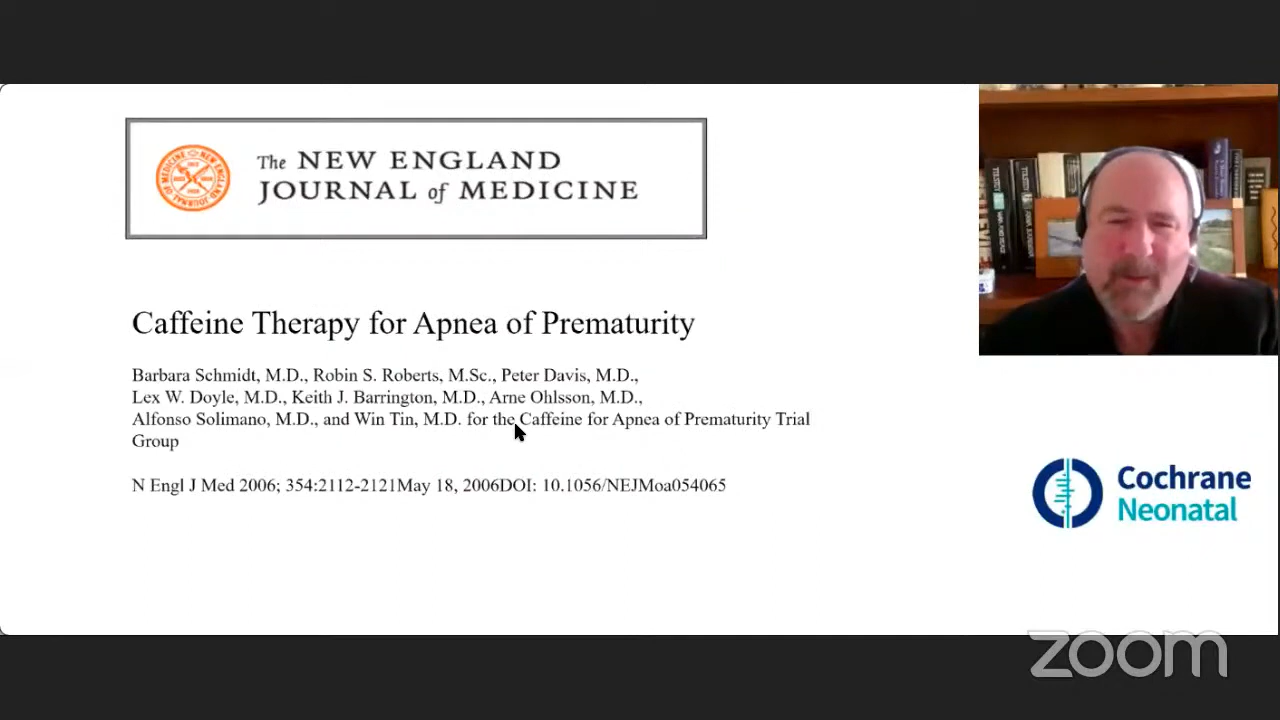 The NEW ENGLAND
JOURNAL of MEDICINE
Caffeine Therapy for Apnea of Prematurity
Barbara Schmidt, M.D., Robin S. Roberts, M.Sc., Peter Davis, M.D.,
Lex W. Doyle, M.D., Keith J. Barrington, M.D., Arne Ohlsson, M.D.,
Alfonso Solimano, M.D., and Win Tin, M.D. for the Caffeine for Apnea of Prematurity Trial
Group
N Engl J Med 2006; 354:2112-2121May 18, 2006DOI: 10.1056/NEJMoa054065
Cochrane
Neonatal
zoom